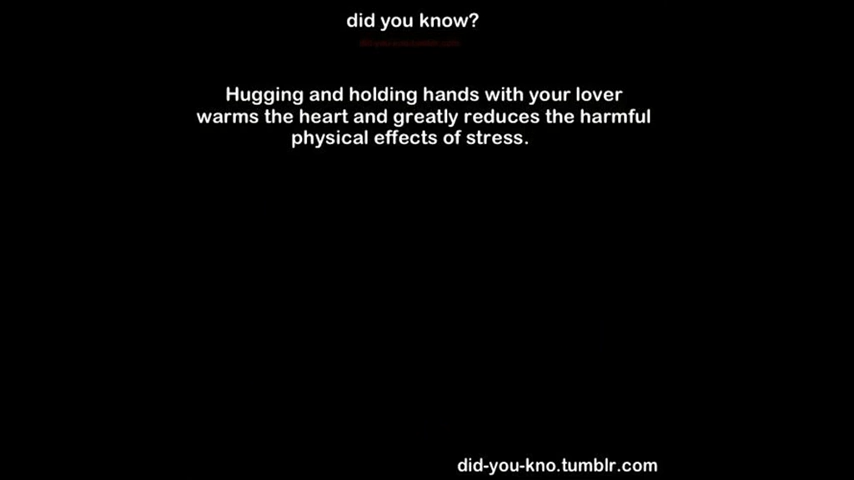 did you know?
Hugging and holding hands with your lover
warms the heart and greatly reduces the harmful
physical effects of stress.
did-you-kno.tumblr.com